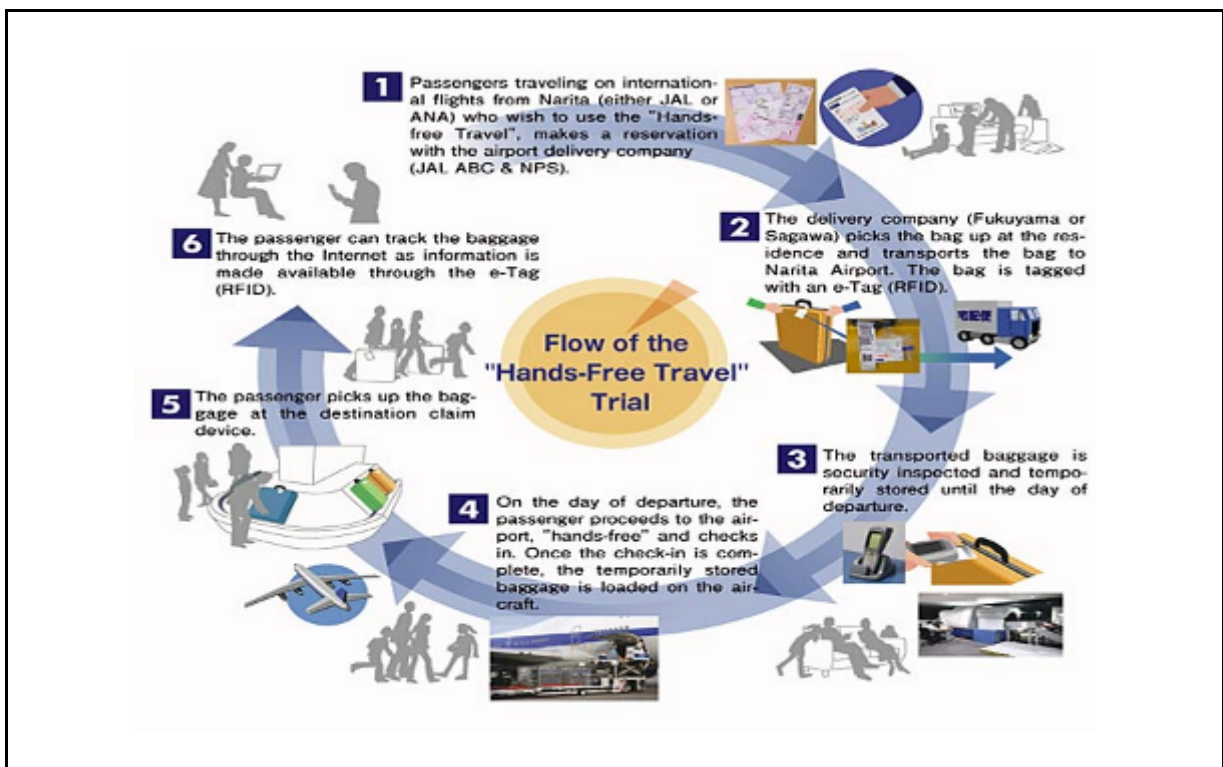 1
Passengers traveling on internation-
al flights from Narita (either JAL or
ANA) who wish to use the "Hands-
free Travel", makes a reservation
with the airport delivery company
(JAL ABC & NPS).
2
The delivery company (Fukuyama or
Sagawa) picks the bag up at the res-
idence and transports the bag to
Narita Airport. The bag is tagged
with an e-Tag (RFID).
宅配便
3
The transported baggage is
security inspected and tempo-
rarily stored until the day of
departure.
4
On the day of departure, the
passenger proceeds to the air-
port, "hands-free" and checks
in. Once the check-in is com-
plete, the temporarily stored
baggage is loaded on the air-
craft.
5
The passenger picks up the bag-
gage at the destination claim
device.
6
The passenger can track the baggage
through the Internet as information is
made available through the e-Tag
(RFID).
Flow of the
"Hands-Free Travel"
Trial